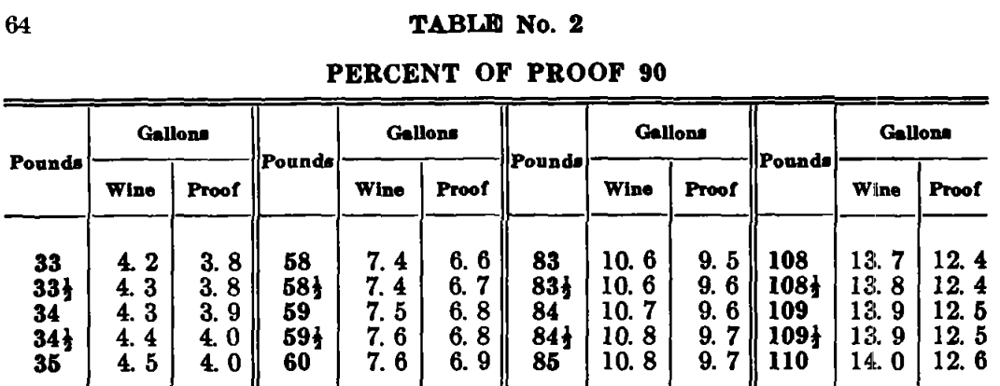 64 TABLE No. 2
PERCENT OF PROOF 90
Pounds Gallons Pounds Gallons Pounds Gallons Pounds Gallons
Wine Proof Wine Proof Wine Proof Wine Proof
33 4. 2 3. 8 58 7. 4 6. 6 83 10. 6 9. 5 108 13. 7 12. 4
33½ 4. 3 3. 8 58½ 7. 4 6. 7 83½ 10. 6 9. 6 108½ 13. 8 12. 4
34 4. 3 3. 9 59 7. 5 6. 8 84 10. 7 9. 6 109 13. 9 12. 5
34½ 4. 4 4. 0 59½ 7. 6 6. 8 84½ 10. 8 9. 7 109½ 13. 9 12. 5
35 4. 5 4. 0 60 7. 6 6. 9 85 10. 8 9. 7 110 14. 0 12. 6